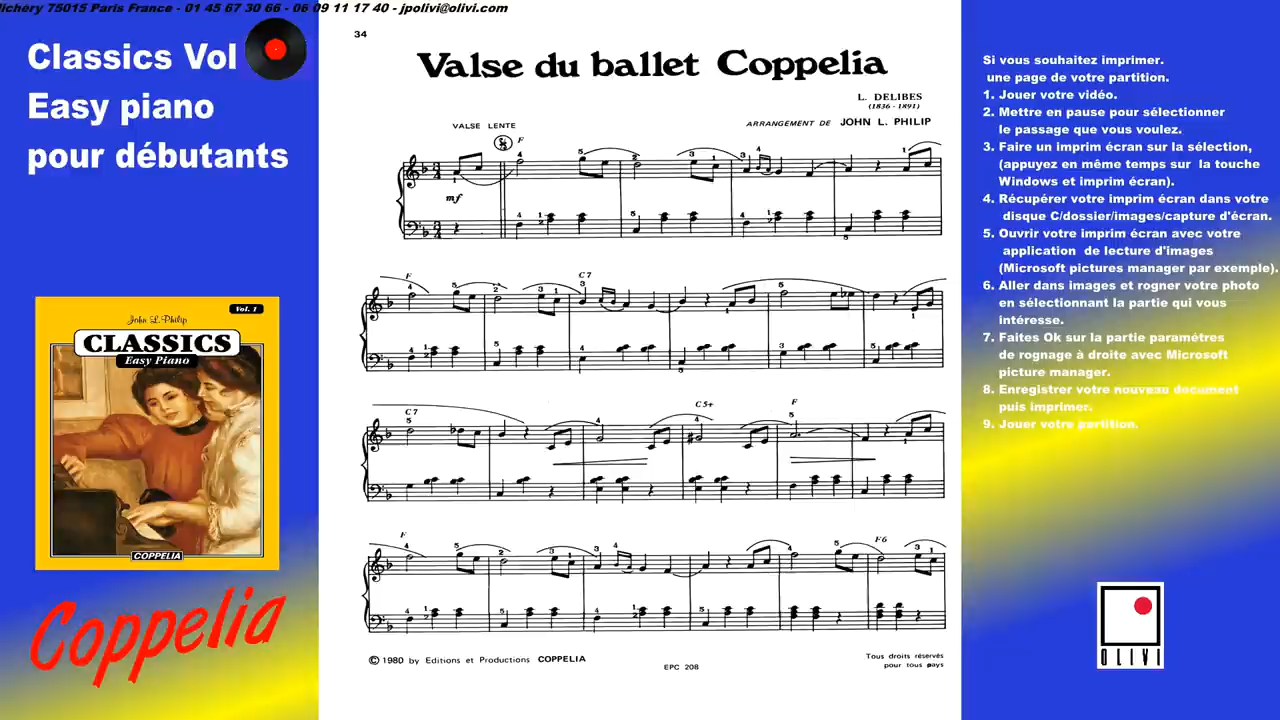 lichéry 75015 Paris France - 01 45 67 30 66 - 06 09 11 17 40 - jpolivi@olivi.com
Classics Vol
Easy piano
pour débutants
Vol. 1
John L. Philip
CLASSICS
Easy Piano
COPPELIA
Coppelia
34
Valse du ballet Coppelia
L. DELIBES
(1836 - 1891)
ARRANGEMENT DE JOHN L. PHILIP
VALSE LENTE
F
mf
F
C 7
C 7
C 5+
F
F
F6
© 1980 by Editions et Productions COPPELIA
EPC 208
Tous droits réservés
pour tous pays
Si vous souhaitez imprimer.
une page de votre partition.
1. Jouer votre vidéo.
2. Mettre en pause pour sélectionner
le passage que vous voulez.
3. Faire un imprim écran sur la sélection,
(appuyez en même temps sur la touche
Windows et imprim écran).
4. Récupérer votre imprim écran dans votre
disque C/dossier/images/capture d'écran.
5. Ouvrir votre imprim écran avec votre
application de lecture d'images
(Microsoft pictures manager par exemple).
6. Aller dans images et rogner votre photo
en sélectionnant la partie qui vous
intéresse.
7. Faites Ok sur la partie paramétres
de rognage à droite avec Microsoft
picture manager.
8. Enregistrer votre nouveau document
puis imprimer.
9. Jouer votre partition.
OLIVI